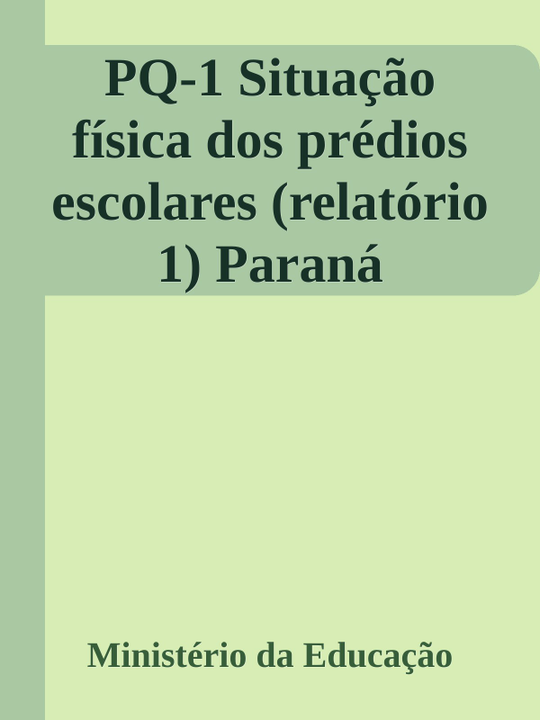 PQ-1 Situação
física dos prédios
escolares (relatório
1) Paraná
Ministério da Educação